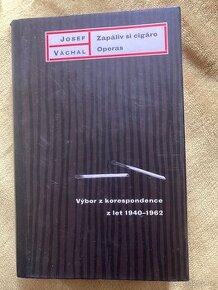 Josef Zapáliv si cigáro
Váchal Operas
Výbor z korespondence
z let 1940–1962